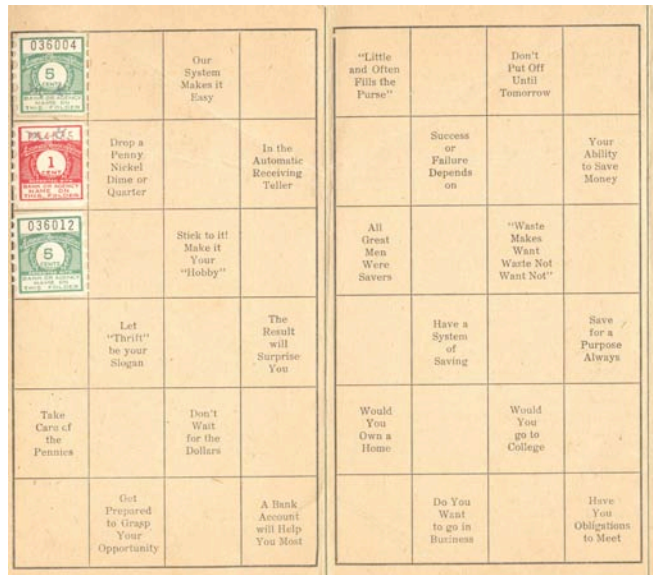 036004
5
CENTS
BANK OR AGENCY
NAME ON
THIS FOLDER
Our
System
Makes it
Easy
1
CENT
BANK OR AGENCY
NAME ON
THIS FOLDER
Drop a
Penny
Nickel
Dime or
Quarter
In the
Automatic
Receiving
Teller
036012
5
CENTS
BANK OR AGENCY
NAME ON
THIS FOLDER
Stick to it!
Make it
Your
"Hobby"
Let
"Thrift"
be your
Slogan
The
Result
will
Surprise
You
Take
Care of
the
Pennies
Don't
Wait
for the
Dollars
Get
Prepared
to Grasp
Your
Opportunity
A Bank
Account
will Help
You Most
"Little
and Often
Fills the
Purse"
Don't
Put Off
Until
Tomorrow
Success
or
Failure
Depends
on
Your
Ability
to Save
Money
All
Great
Men
Were
Savers
"Waste
Makes
Want
Waste Not
Want Not"
Have a
System
of
Saving
Save
for a
Purpose
Always
Would
You
Own a
Home
Would
You
go to
College
Do You
Want
to go in
Business
Have
You
Obligations
to Meet